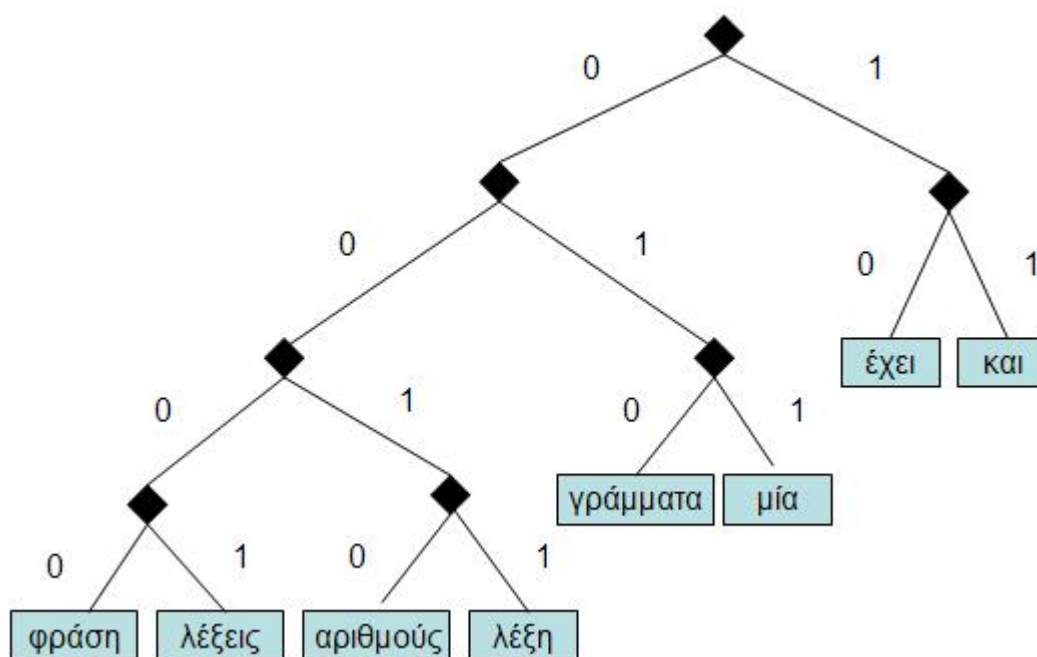 0 1
0 1 0 1
έχει και
0 1 0 1
γράμματα μία
0 1 0 1
φράση λέξεις αριθμούς λέξη